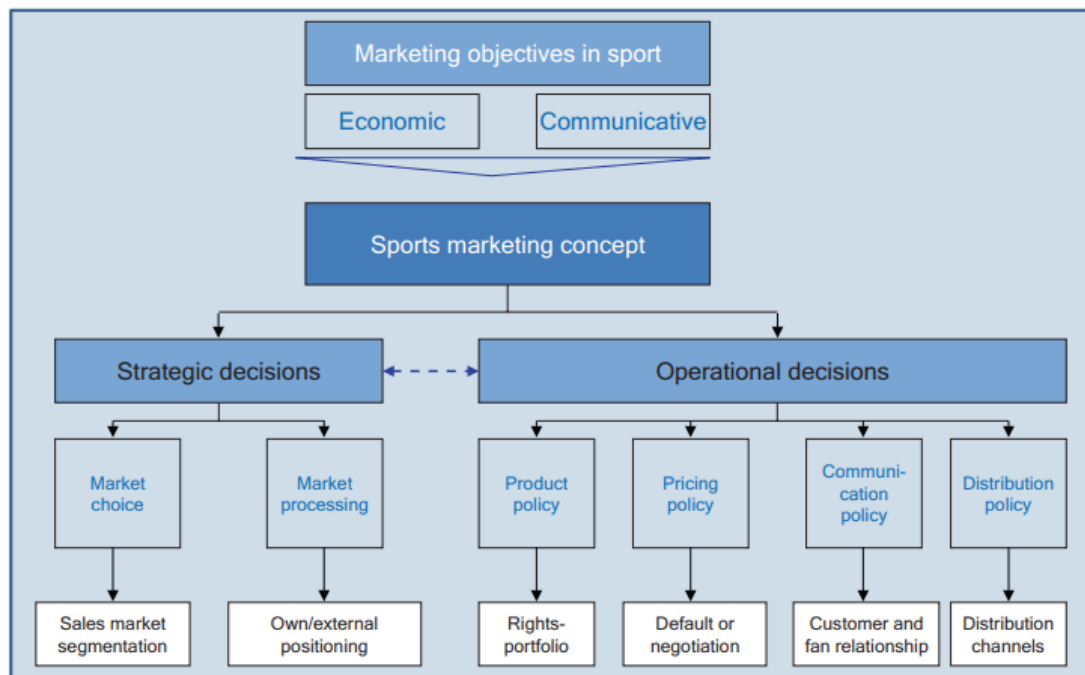 Marketing objectives in sport
Economic
Communicative
Sports marketing concept
Strategic decisions
Operational decisions
Market
choice
Market
processing
Product
policy
Pricing
policy
Communi-
cation
policy
Distribution
policy
Sales market
segmentation
Own/external
positioning
Rights-
portfolio
Default or
negotiation
Customer and
fan relationship
Distribution
channels